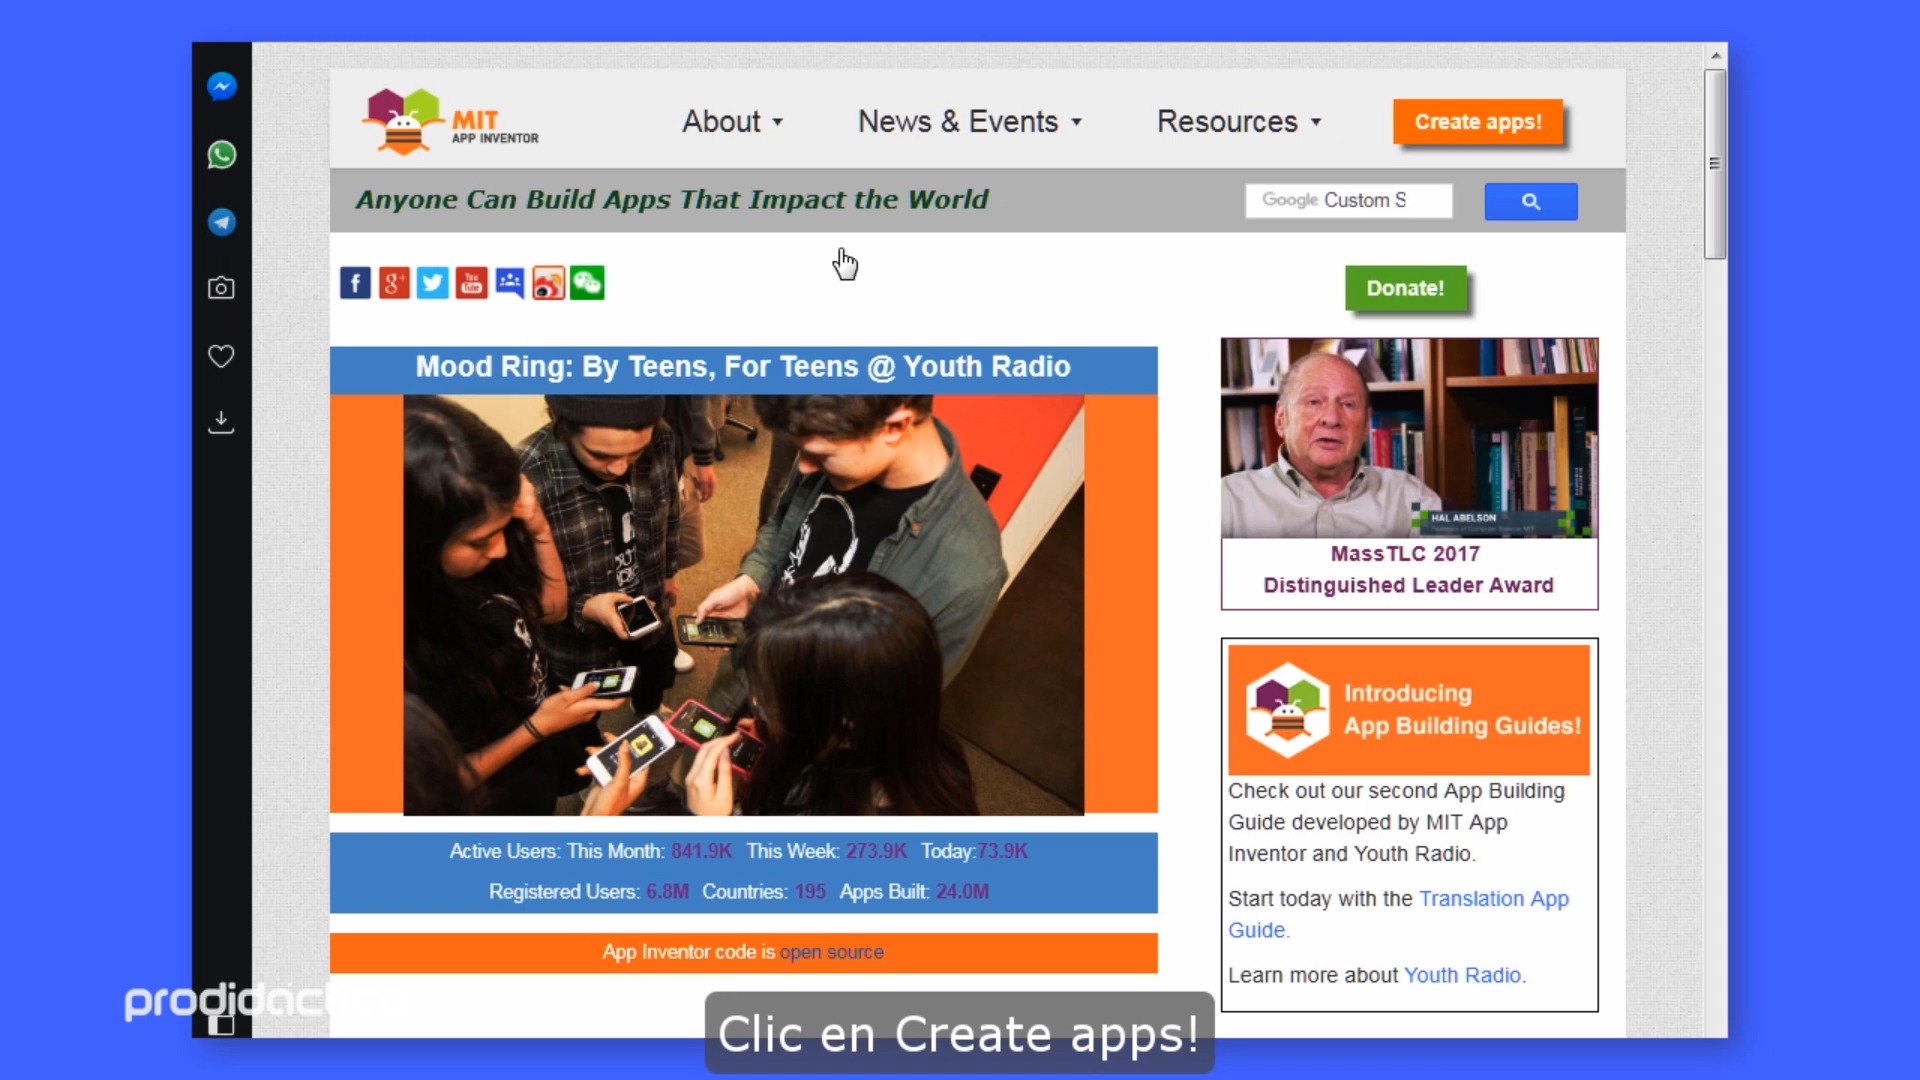 MIT
APP INVENTOR
About
News & Events
Resources
Create apps!
Anyone Can Build Apps That Impact the World
Google Custom S
f
g+
You
Tube
Donate!
Mood Ring: By Teens, For Teens @ Youth Radio
HAL ABELSON
MassTLC 2017
Distinguished Leader Award
Introducing
App Building Guides!
Check out our second App Building
Guide developed by MIT App
Inventor and Youth Radio.
Start today with the Translation App
Guide.
Learn more about Youth Radio.
Active Users: This Month: 841.9K This Week: 273.9K Today:73.9K
Registered Users: 6.8M Countries: 195 Apps Built: 24.0M
App Inventor code is open source
Clic en Create apps!